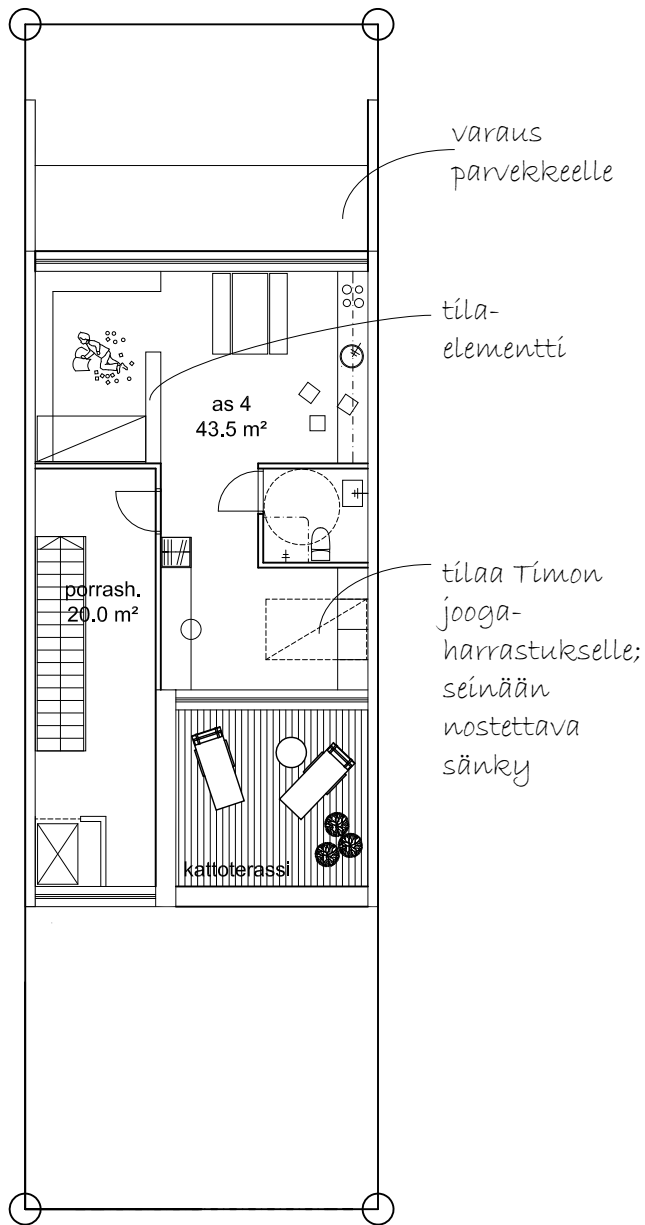 varaus
parvekkeelle
tila-
elementti
as 4
43.5 m²
tilaa Timon
jooga-
harrastukselle;
seinään
nostettava
sänky
porrash.
20.0 m²
kattoterassi